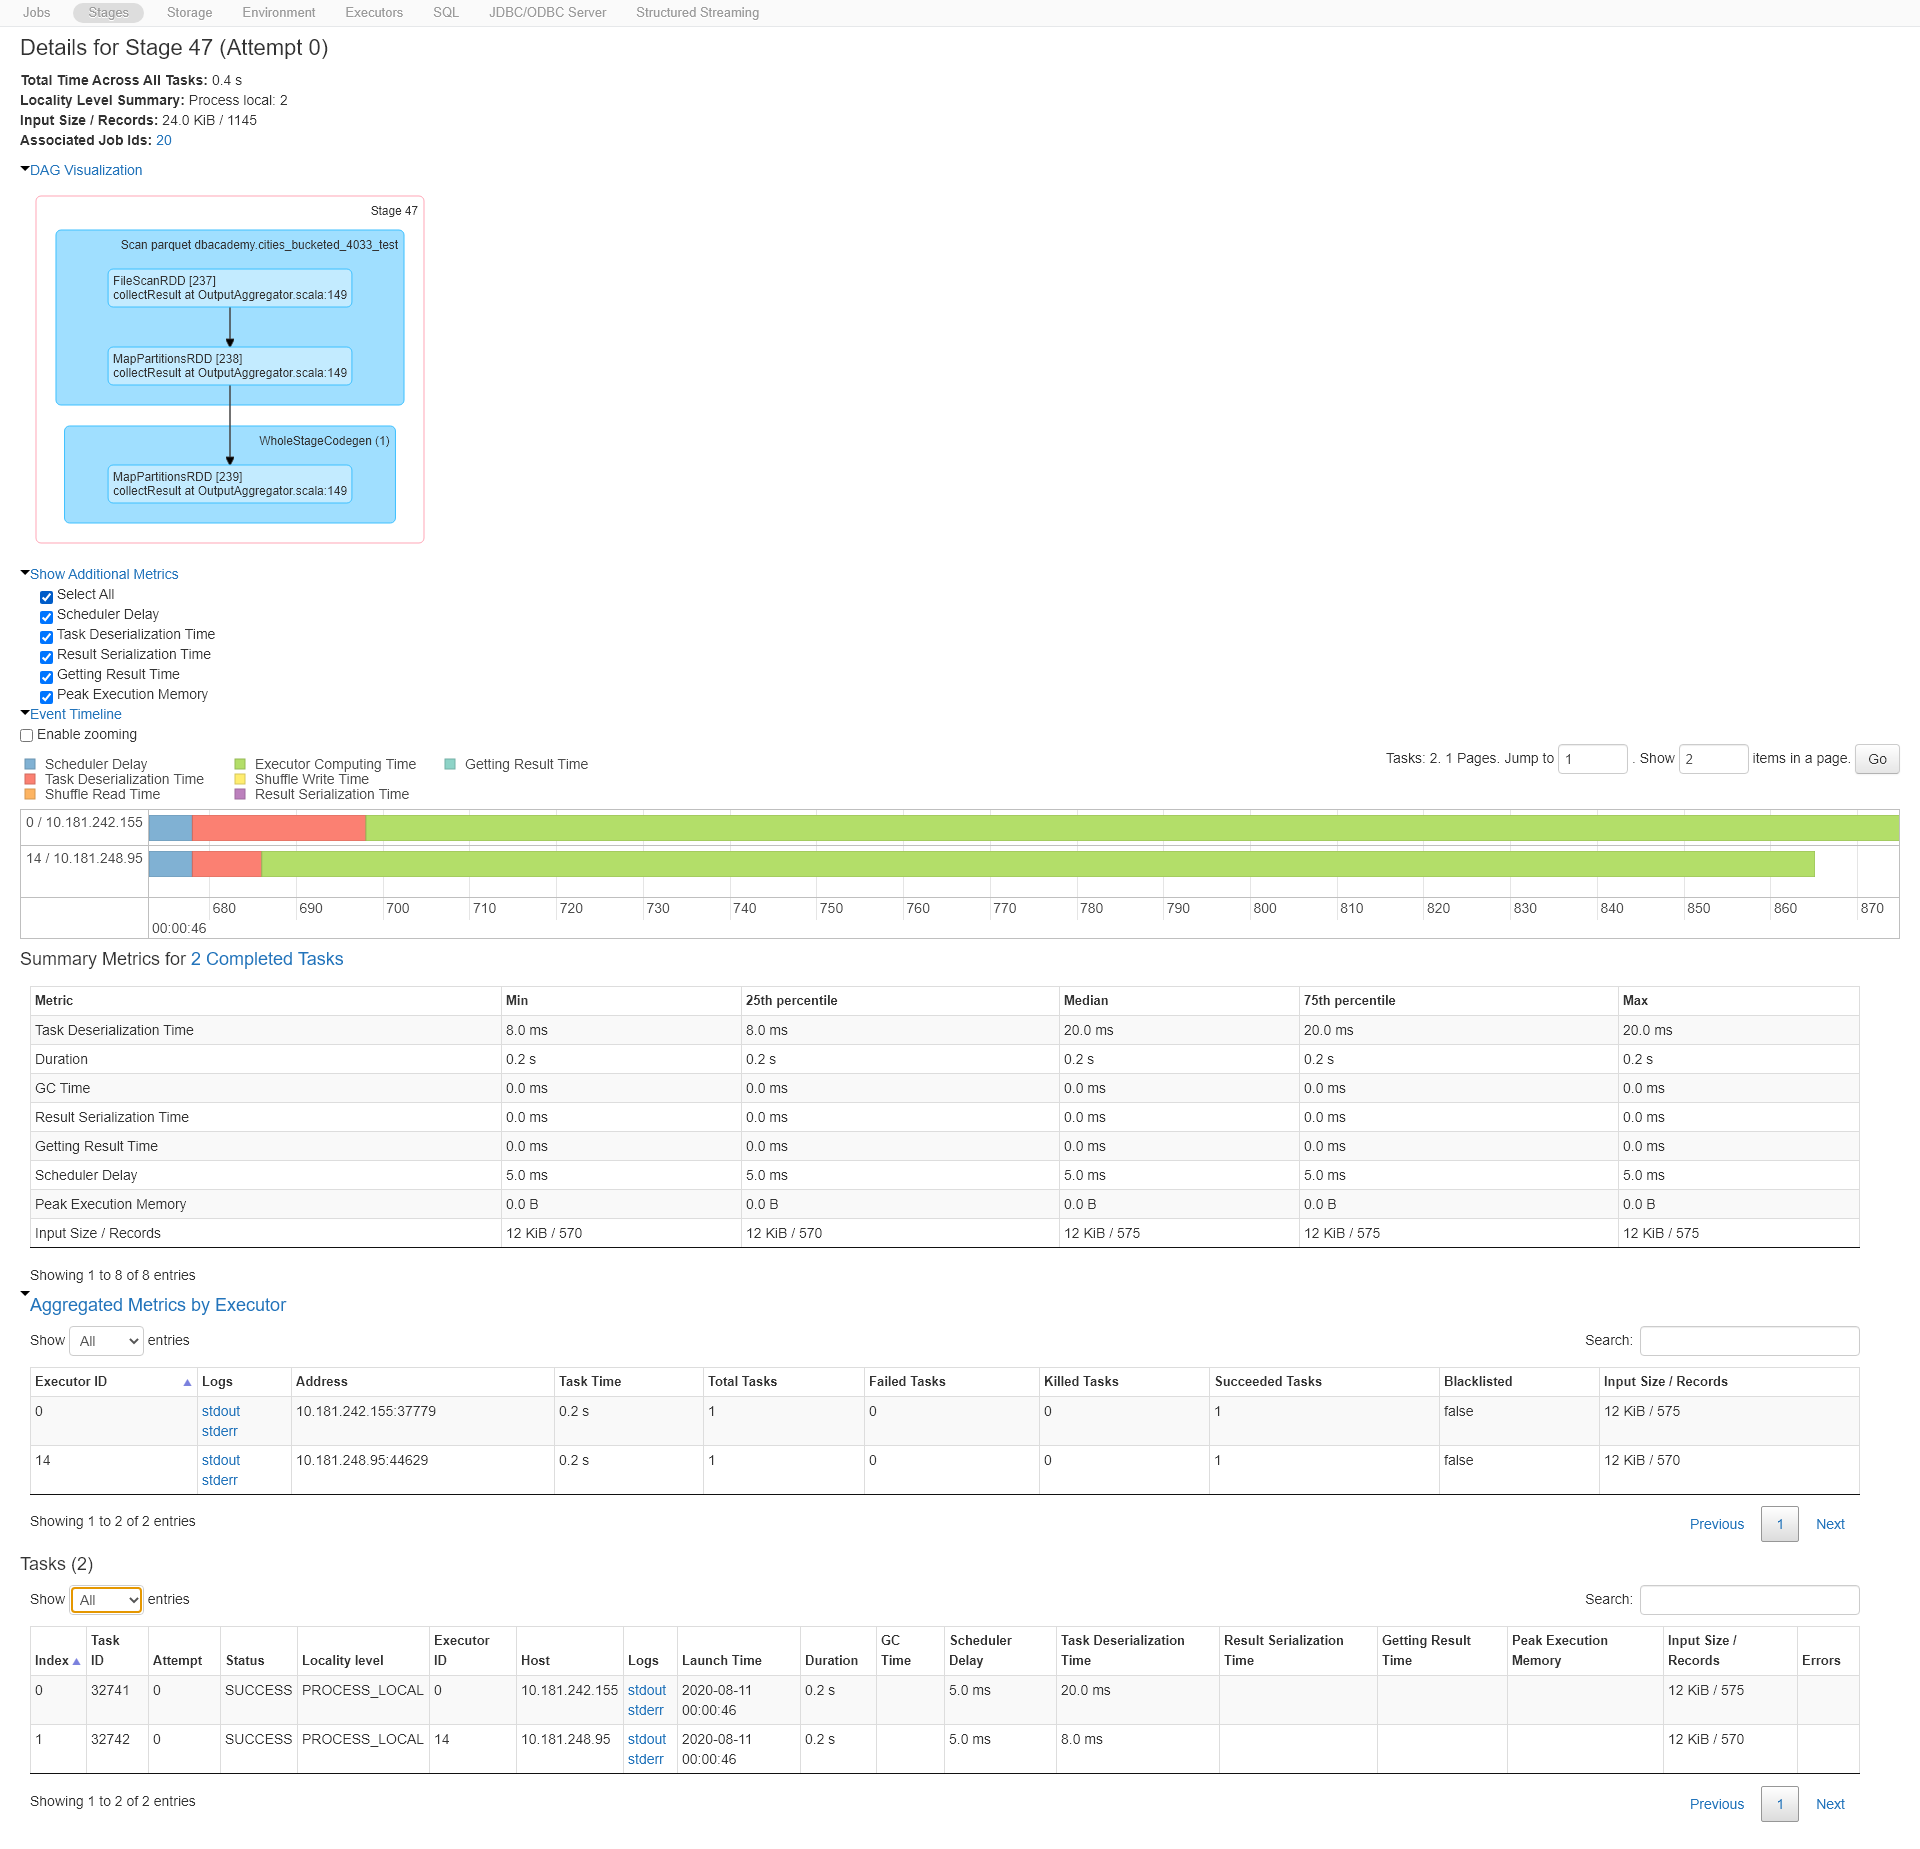 Jobs Stages Storage Environment Executors SQL JDBC/ODBC Server Structured Streaming
Details for Stage 47 (Attempt 0)
Total Time Across All Tasks: 0.4 s
Locality Level Summary: Process local: 2
Input Size / Records: 24.0 KiB / 1145
Associated Job Ids: 20
DAG Visualization
Stage 47
Scan parquet dbacademy.cities_bucketed_4033_test
FileScanRDD [237]
collectResult at OutputAggregator.scala:149
MapPartitionsRDD [238]
collectResult at OutputAggregator.scala:149
WholeStageCodegen (1)
MapPartitionsRDD [239]
collectResult at OutputAggregator.scala:149
Show Additional Metrics
Select All
Scheduler Delay
Task Deserialization Time
Result Serialization Time
Getting Result Time
Peak Execution Memory
Event Timeline
Enable zooming
Tasks: 2. 1 Pages. Jump to 1 . Show 2 items in a page. Go
Scheduler Delay Executor Computing Time Getting Result Time
Task Deserialization Time Shuffle Write Time
Shuffle Read Time Result Serialization Time
0 / 10.181.242.155
14 / 10.181.248.95
680 690 700 710 720 730 740 750 760 770 780 790 800 810 820 830 840 850 860 870
00:00:46
Summary Metrics for 2 Completed Tasks
Metric Min 25th percentile Median 75th percentile Max
Task Deserialization Time 8.0 ms 8.0 ms 20.0 ms 20.0 ms 20.0 ms
Duration 0.2 s 0.2 s 0.2 s 0.2 s 0.2 s
GC Time 0.0 ms 0.0 ms 0.0 ms 0.0 ms 0.0 ms
Result Serialization Time 0.0 ms 0.0 ms 0.0 ms 0.0 ms 0.0 ms
Getting Result Time 0.0 ms 0.0 ms 0.0 ms 0.0 ms 0.0 ms
Scheduler Delay 5.0 ms 5.0 ms 5.0 ms 5.0 ms 5.0 ms
Peak Execution Memory 0.0 B 0.0 B 0.0 B 0.0 B 0.0 B
Input Size / Records 12 KiB / 570 12 KiB / 570 12 KiB / 575 12 KiB / 575 12 KiB / 575
Showing 1 to 8 of 8 entries
Aggregated Metrics by Executor
Show All entries Search:
Executor ID Logs Address Task Time Total Tasks Failed Tasks Killed Tasks Succeeded Tasks Blacklisted Input Size / Records
0 stdout 10.181.242.155:37779 0.2 s 1 0 0 1 false 12 KiB / 575
stderr
14 stdout 10.181.248.95:44629 0.2 s 1 0 0 1 false 12 KiB / 570
stderr
Showing 1 to 2 of 2 entries
Previous 1 Next
Tasks (2)
Show All entries Search:
Task Executor GC Scheduler Task Deserialization Result Serialization Getting Result Peak Execution Input Size /
Index ID Attempt Status Locality level ID Host Logs Launch Time Duration Time Delay Time Time Time Memory Records Errors
0 32741 0 SUCCESS PROCESS_LOCAL 0 10.181.242.155 stdout 2020-08-11 0.2 s 5.0 ms 20.0 ms 12 KiB / 575
stderr 00:00:46
1 32742 0 SUCCESS PROCESS_LOCAL 14 10.181.248.95 stdout 2020-08-11 0.2 s 5.0 ms 8.0 ms 12 KiB / 570
stderr 00:00:46
Showing 1 to 2 of 2 entries
Previous 1 Next